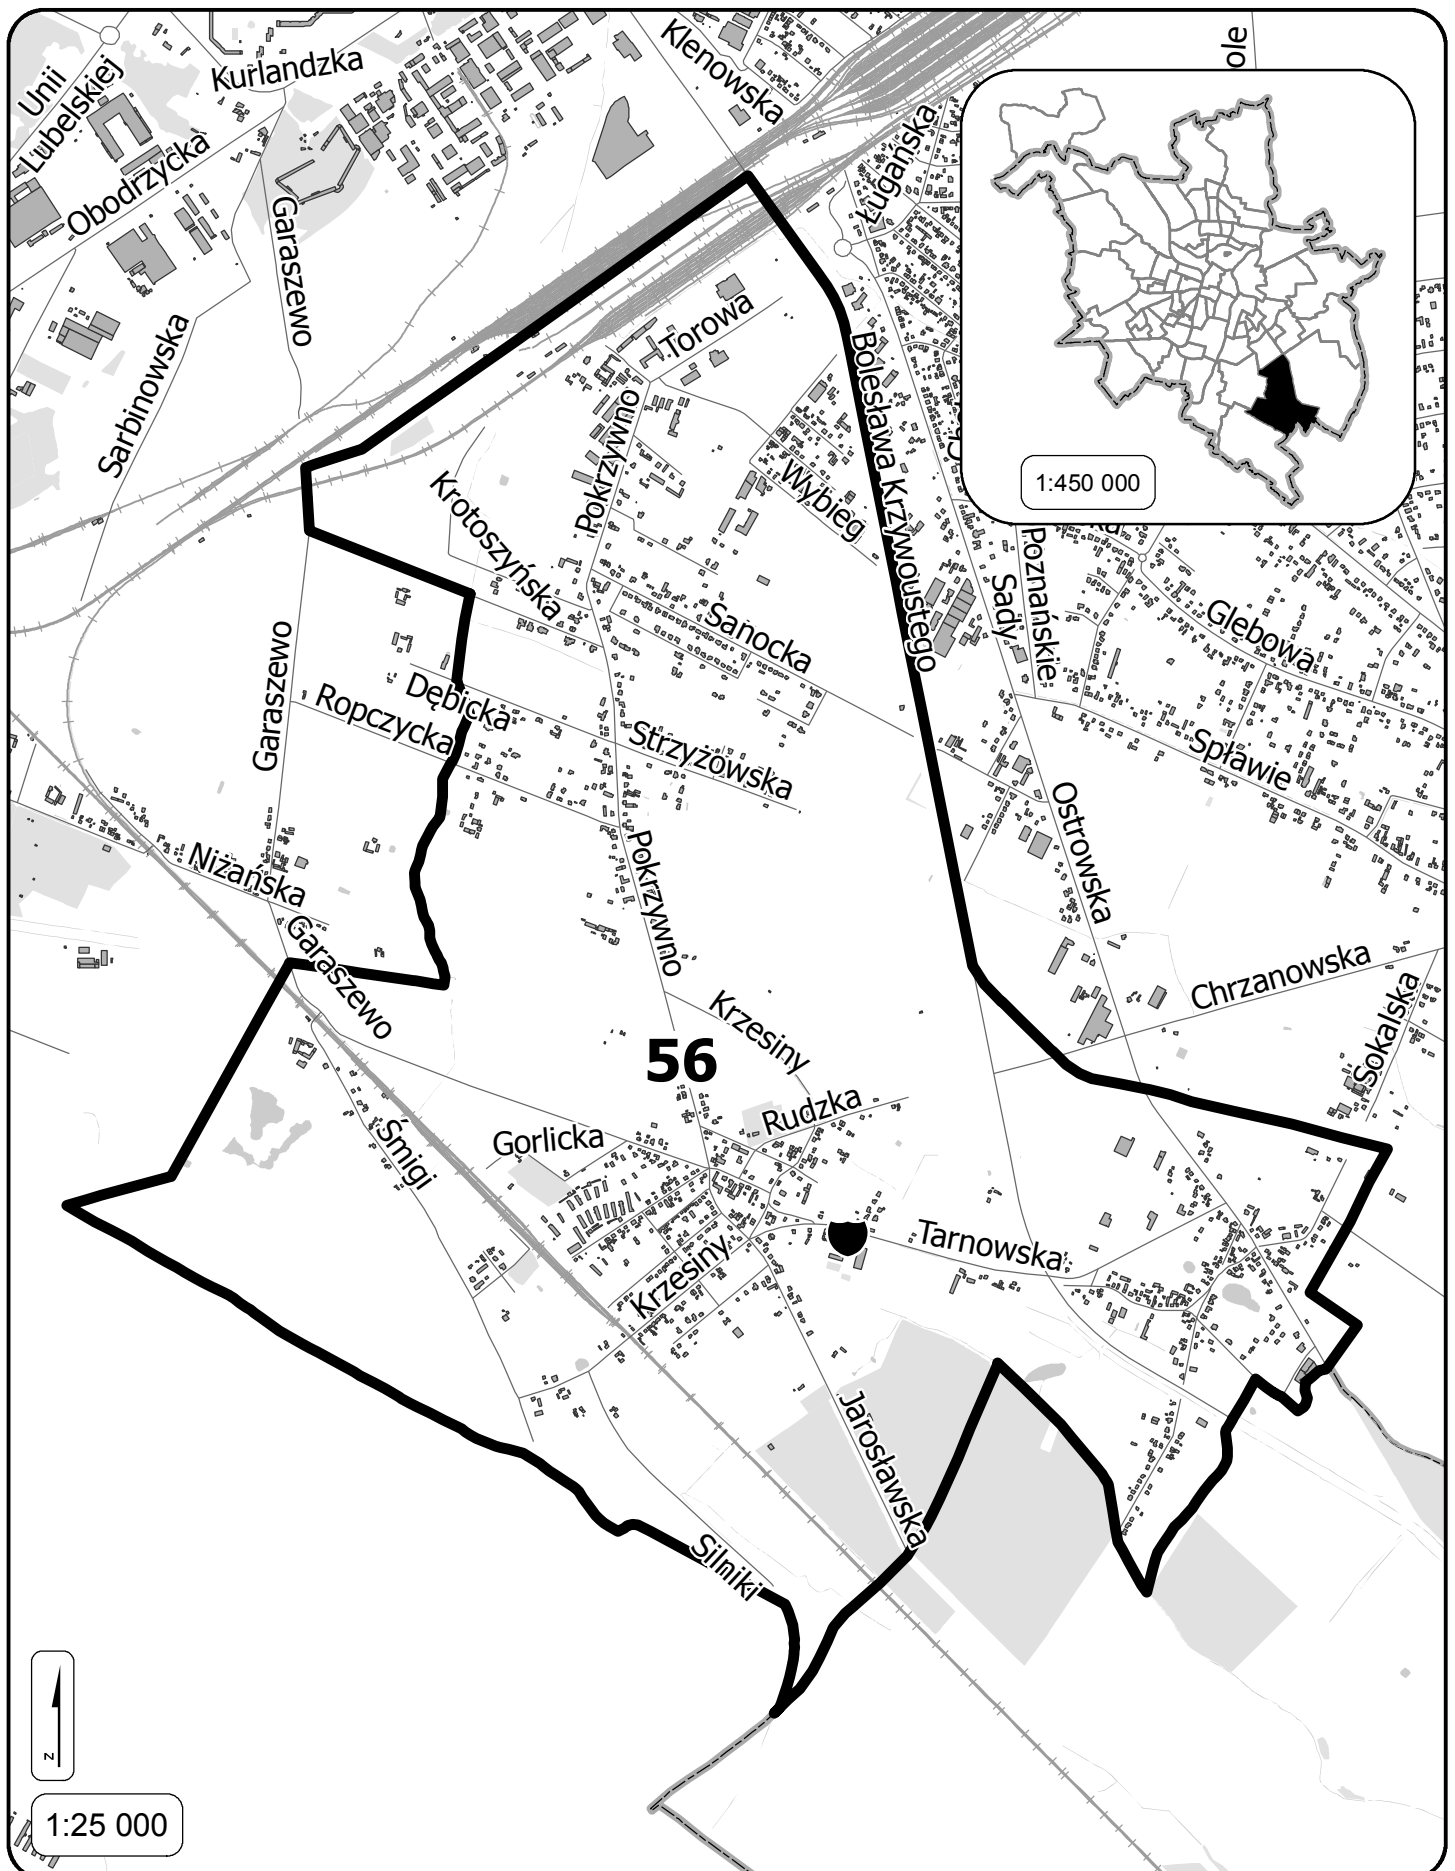 Unii
Lubelskiej
Kurlandzka
Klenowska
ole
Obodrzycka
Garaszewo
Ługańska
Sarbinowska
Torowa
Bolesława Krzywoustego
Pokrzywno
Wybieg
Krotoszyńska
1:450 000
Poznańskie
Sady
Sanocka
Głębowa
Garaszewo
Dębicka
Ropczycka
Strzyżowska
Spławie
Ostrowska
Pokrzywno
Niżańska
Garaszewo
Chrzanowska
Sokalska
Krzesiny
56
Rudzka
Gorlicka
Śmigi
Tarnowska
Krzesiny
Jarosławska
Silniki
N
1:25 000